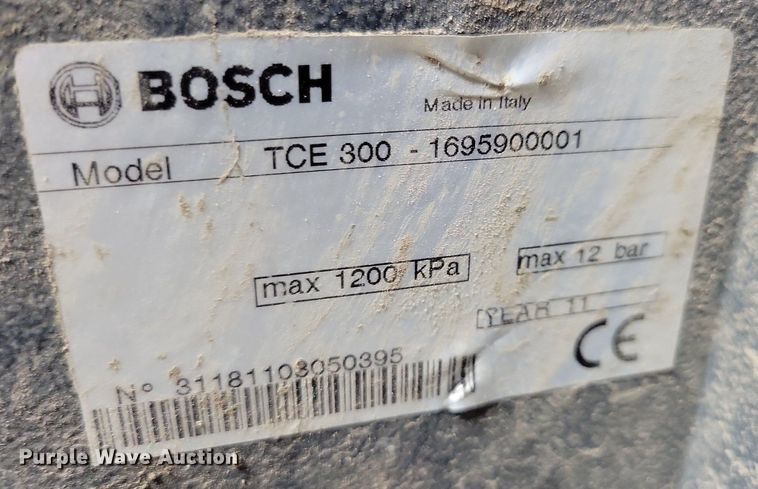 BOSCH
Made in Italy
Model TCE 300 - 1695900001
max 1200 kPa
max 12 bar
YEAR 11
CE
N° 31181103050395
Purple Wave Auction